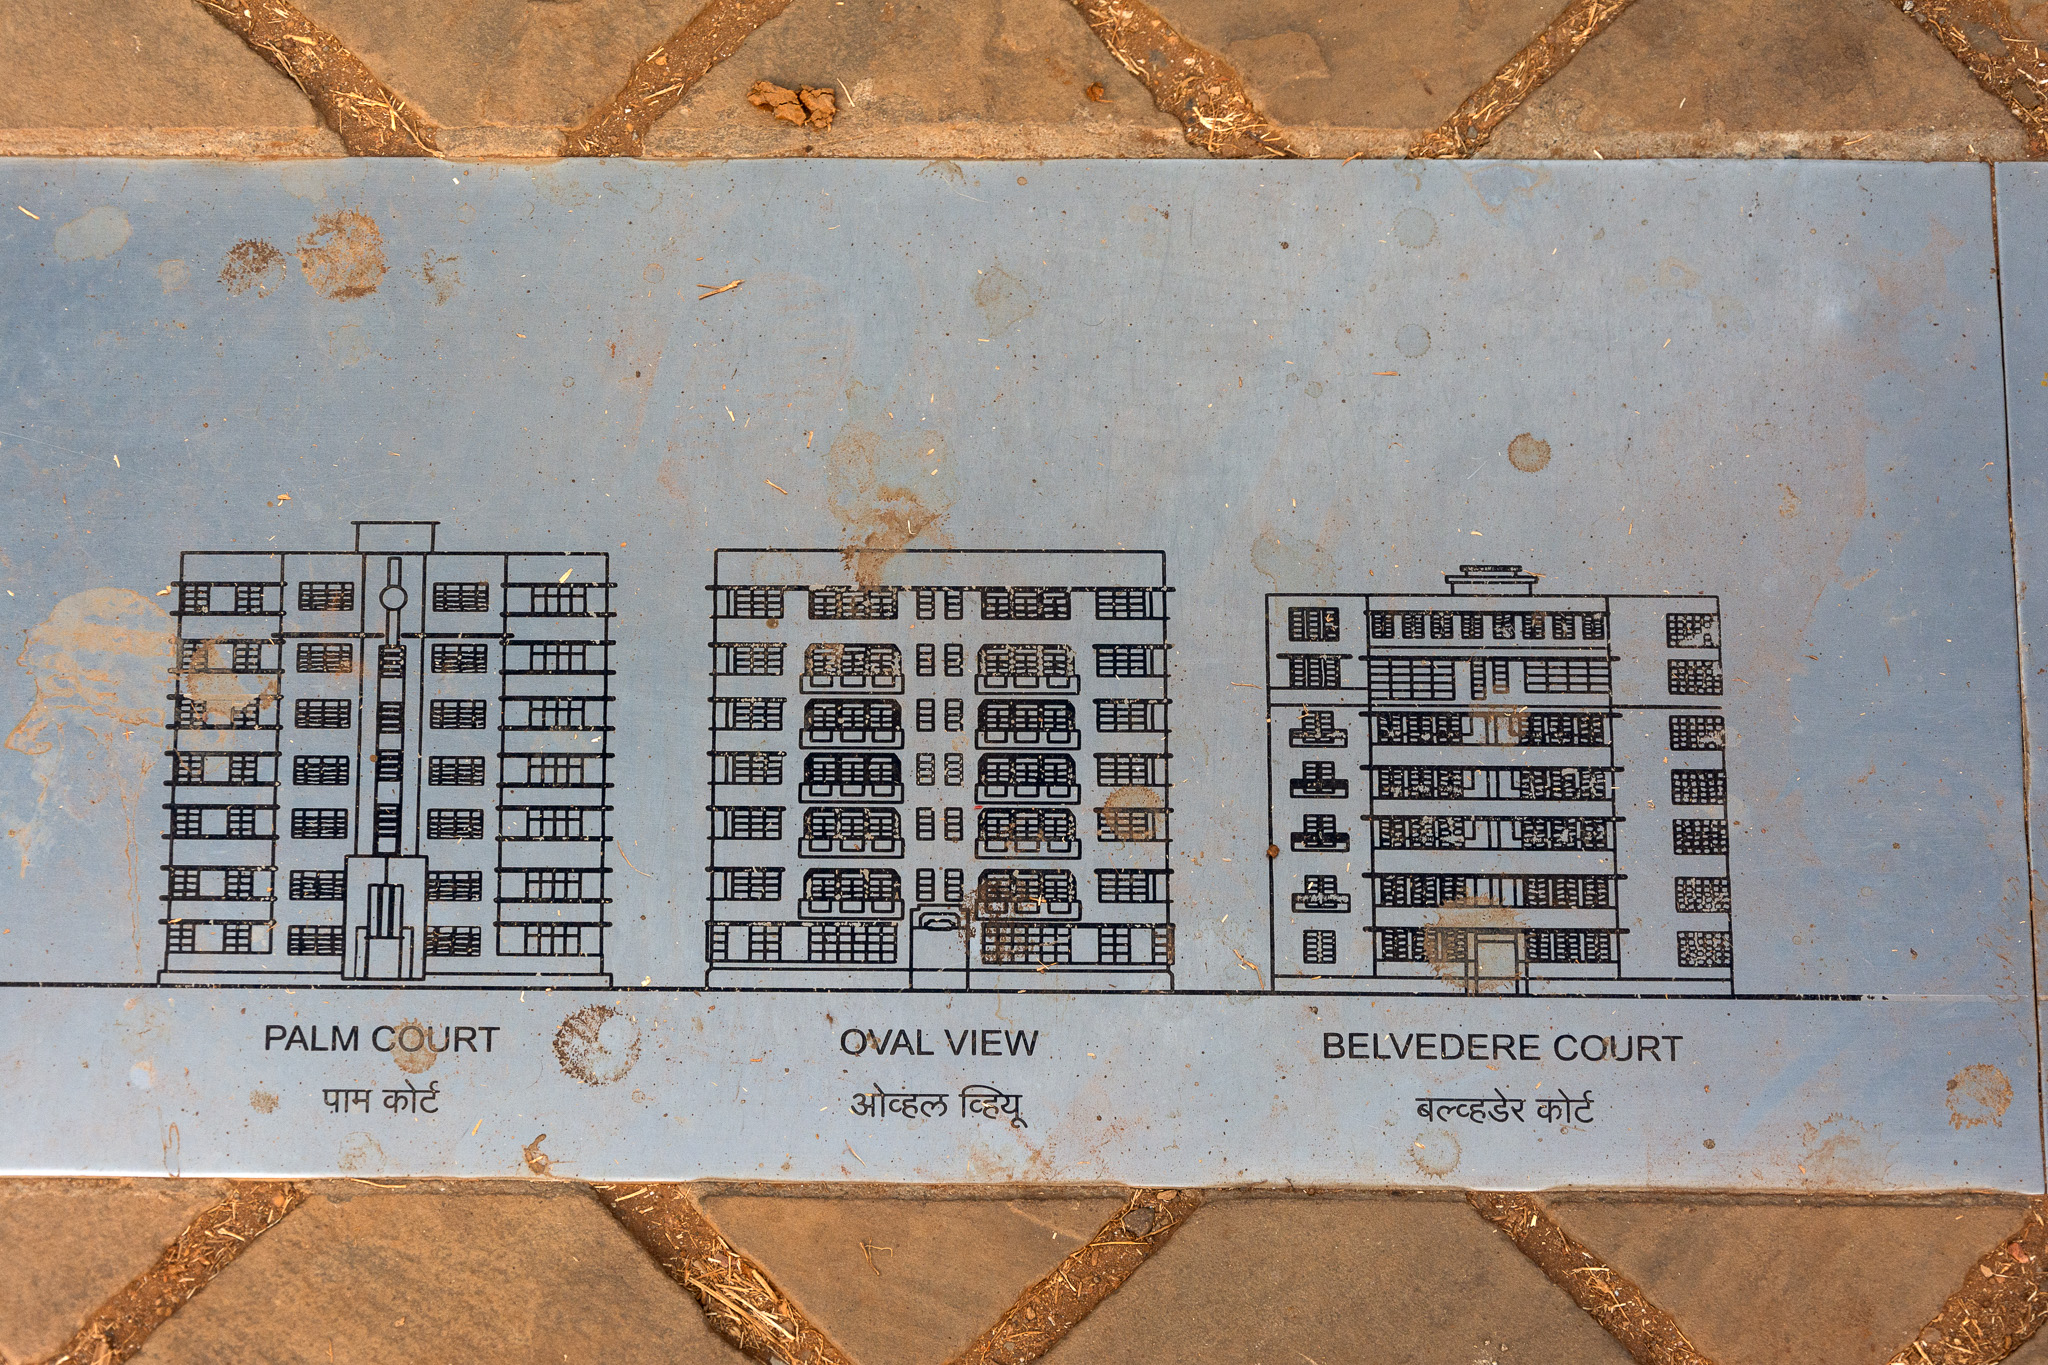 PALM COURT
पाम कोर्ट
OVAL VIEW
ओव्हल व्हियू
BELVEDERE COURT
बल्व्हडेर कोर्ट